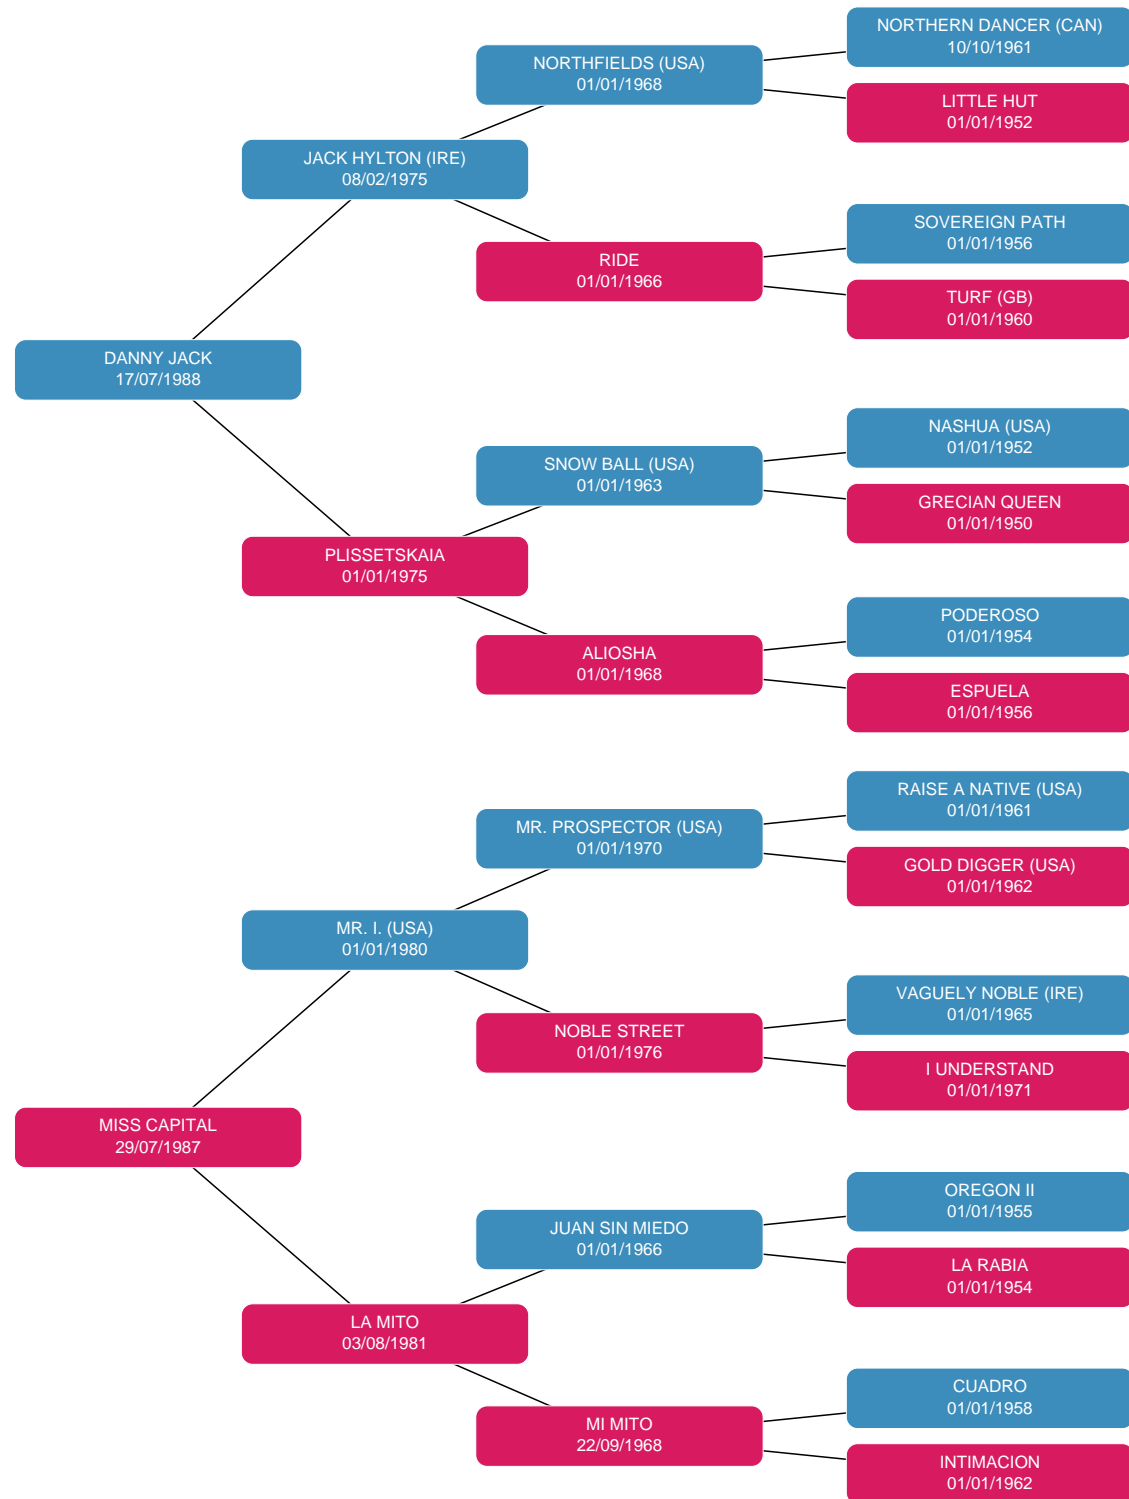 NORTHERN DANCER (CAN)
10/10/1961
NORTHFIELDS (USA)
01/01/1968
LITTLE HUT
01/01/1952
JACK HYLTON (IRE)
08/02/1975
SOVEREIGN PATH
01/01/1956
RIDE
01/01/1966
TURF (GB)
01/01/1960
DANNY JACK
17/07/1988
NASHUA (USA)
01/01/1952
SNOW BALL (USA)
01/01/1963
GRECIAN QUEEN
01/01/1950
PLISSETSKAIA
01/01/1975
PODEROSO
01/01/1954
ALIOSHA
01/01/1968
ESPUELA
01/01/1956
RAISE A NATIVE (USA)
01/01/1961
MR. PROSPECTOR (USA)
01/01/1970
GOLD DIGGER (USA)
01/01/1962
MR. I. (USA)
01/01/1980
VAGUELY NOBLE (IRE)
01/01/1965
NOBLE STREET
01/01/1976
I UNDERSTAND
01/01/1971
MISS CAPITAL
29/07/1987
OREGON II
01/01/1955
JUAN SIN MIEDO
01/01/1966
LA RABIA
01/01/1954
LA MITO
03/08/1981
CUADRO
01/01/1958
MI MITO
22/09/1968
INTIMACION
01/01/1962